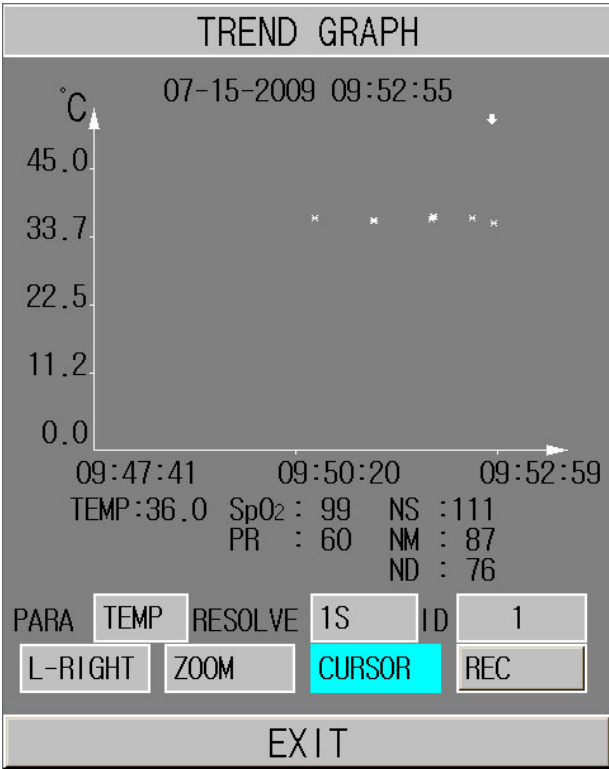 TREND GRAPH
°C 07-15-2009 09:52:55
45.0
33.7
22.5
11.2
0.0
09:47:41 09:50:20 09:52:59
TEMP:36.0 SpO2: 99 NS :111
PR : 60 NM : 87
ND : 76
PARA TEMP RESOLVE 1S ID 1
L-RIGHT ZOOM CURSOR REC
EXIT